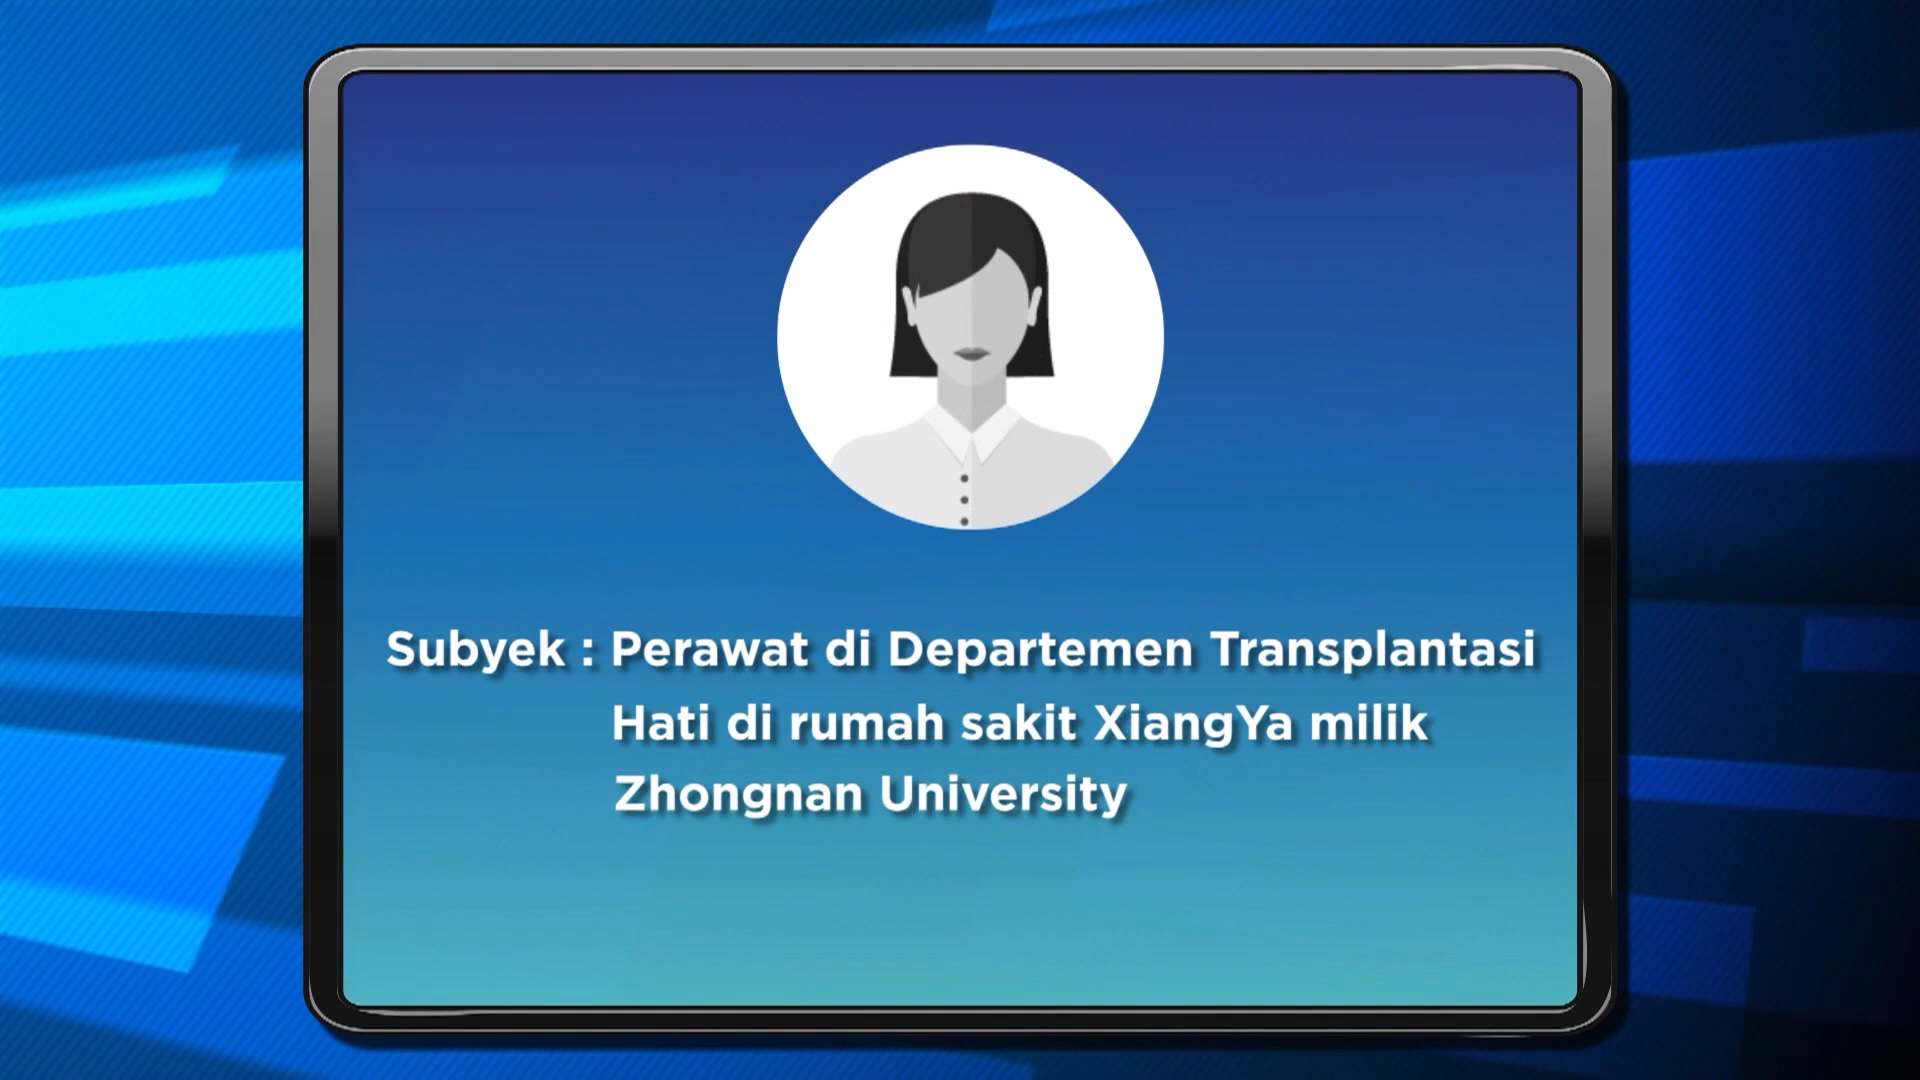 Subyek : Perawat di Departemen Transplantasi
Hati di rumah sakit XiangYa milik
Zhongnan University